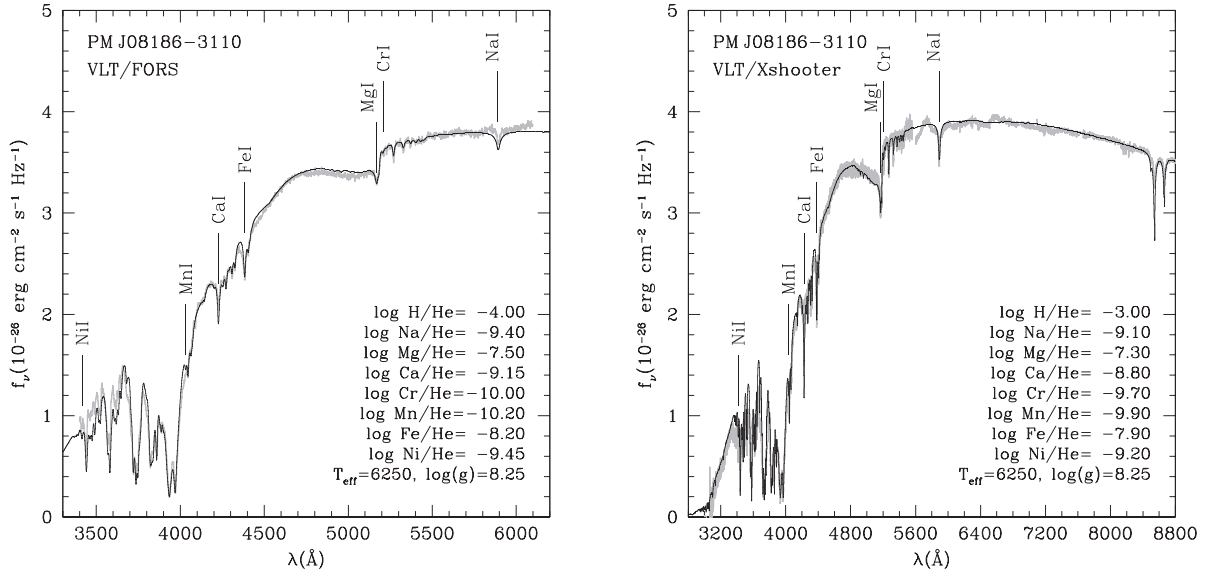 PM J08186-3110
VLT/FORS
NiI
MnI
CaI
FeI
MgI
CrI
NaI
log H/He= -4.00
log Na/He= -9.40
log Mg/He= -7.50
log Ca/He= -9.15
log Cr/He=-10.00
log Mn/He=-10.20
log Fe/He= -8.20
log Ni/He= -9.45
Teff=6250, log(g)=8.25
5
4
3
2
1
0
fν(10−26 erg cm−2 s−1 Hz−1)
3500 4000 4500 5000 5500 6000
λ(Å)
PM J08186-3110
VLT/Xshooter
NiI
MnI
CaI
FeI
MgI
CrI
NaI
log H/He= -3.00
log Na/He= -9.10
log Mg/He= -7.30
log Ca/He= -8.80
log Cr/He= -9.70
log Mn/He= -9.90
log Fe/He= -7.90
log Ni/He= -9.20
Teff=6250, log(g)=8.25
5
4
3
2
1
0
fν(10−26 erg cm−2 s−1 Hz−1)
3200 4000 4800 5600 6400 7200 8000 8800
λ(Å)